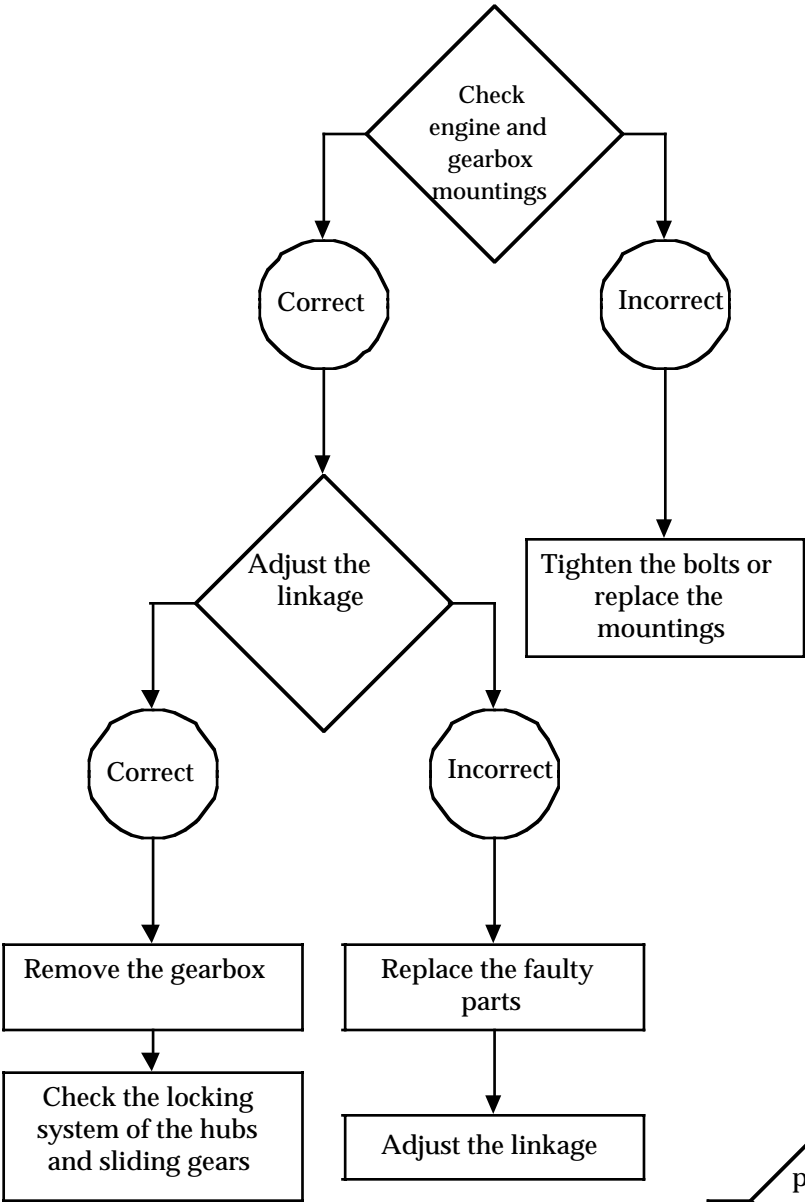 Check
engine and
gearbox
mountings
Correct
Incorrect
Adjust the
linkage
Tighten the bolts or
replace the
mountings
Correct
Incorrect
Remove the gearbox
Replace the faulty
parts
Check the locking
system of the hubs
and sliding gears
Adjust the linkage